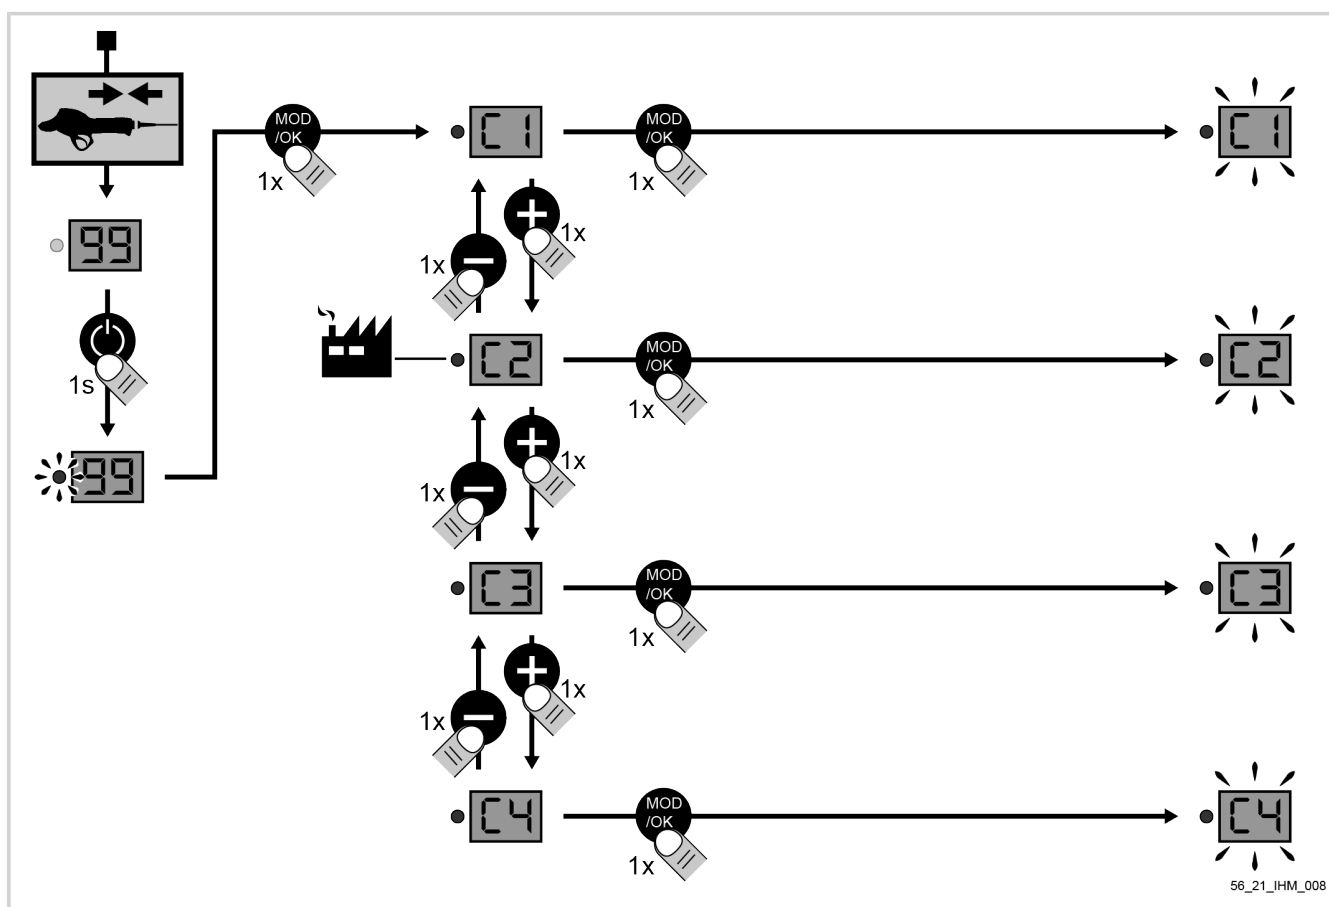 MOD
/OK
1x
C1
MOD
/OK
1x
C1
99
1x
1x
1s
C2
MOD
/OK
1x
C2
99
1x
1x
C3
MOD
/OK
1x
C3
1x
1x
C4
MOD
/OK
1x
C4
56_21_IHM_008